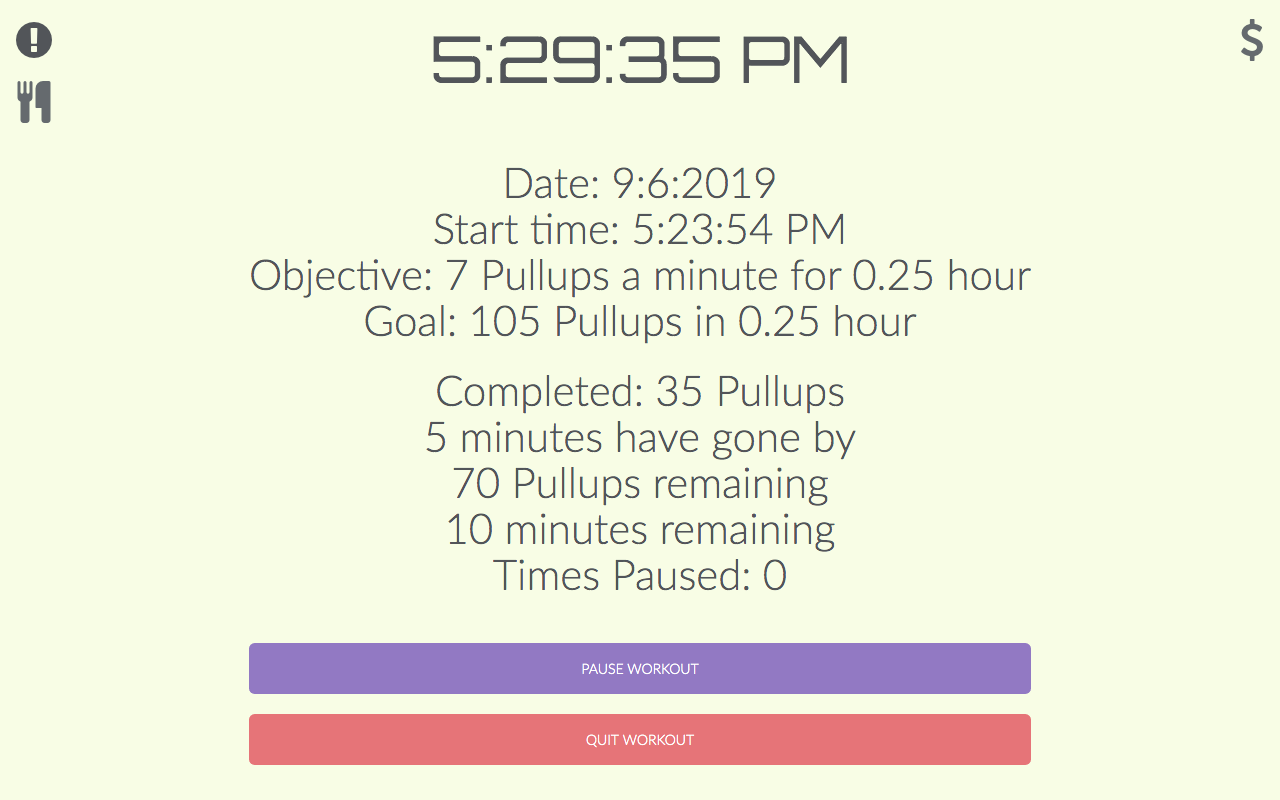 5:29:35 PM
$
Date: 9:6:2019
Start time: 5:23:54 PM
Objective: 7 Pullups a minute for 0.25 hour
Goal: 105 Pullups in 0.25 hour
Completed: 35 Pullups
5 minutes have gone by
70 Pullups remaining
10 minutes remaining
Times Paused: 0
PAUSE WORKOUT
QUIT WORKOUT